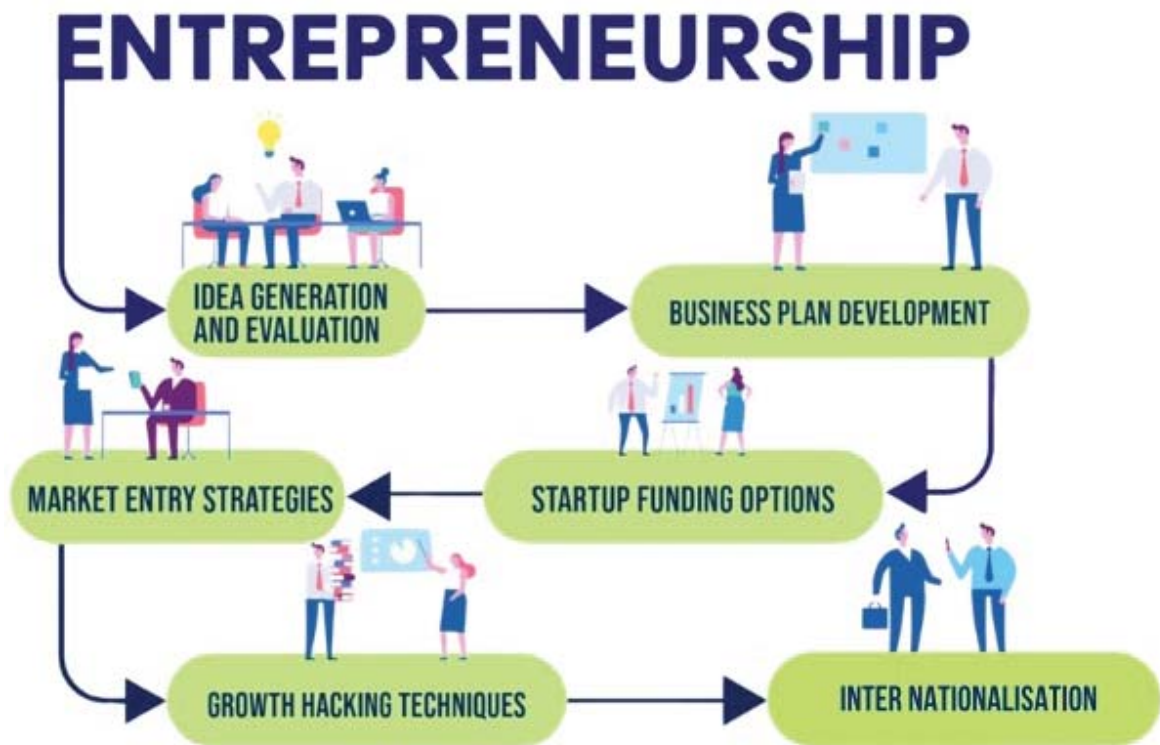 ENTREPRENEURSHIP
IDEA GENERATION
AND EVALUATION
BUSINESS PLAN DEVELOPMENT
STARTUP FUNDING OPTIONS
MARKET ENTRY STRATEGIES
GROWTH HACKING TECHNIQUES
INTER NATIONALISATION